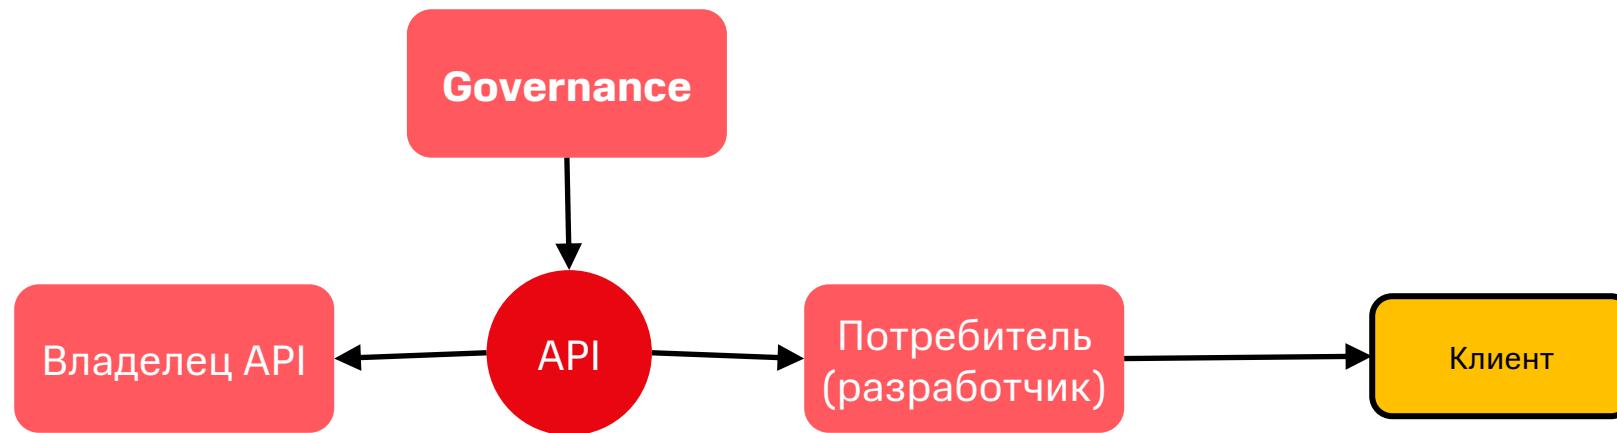 Governance
Владелец API
API
Потребитель
(разработчик)
Клиент